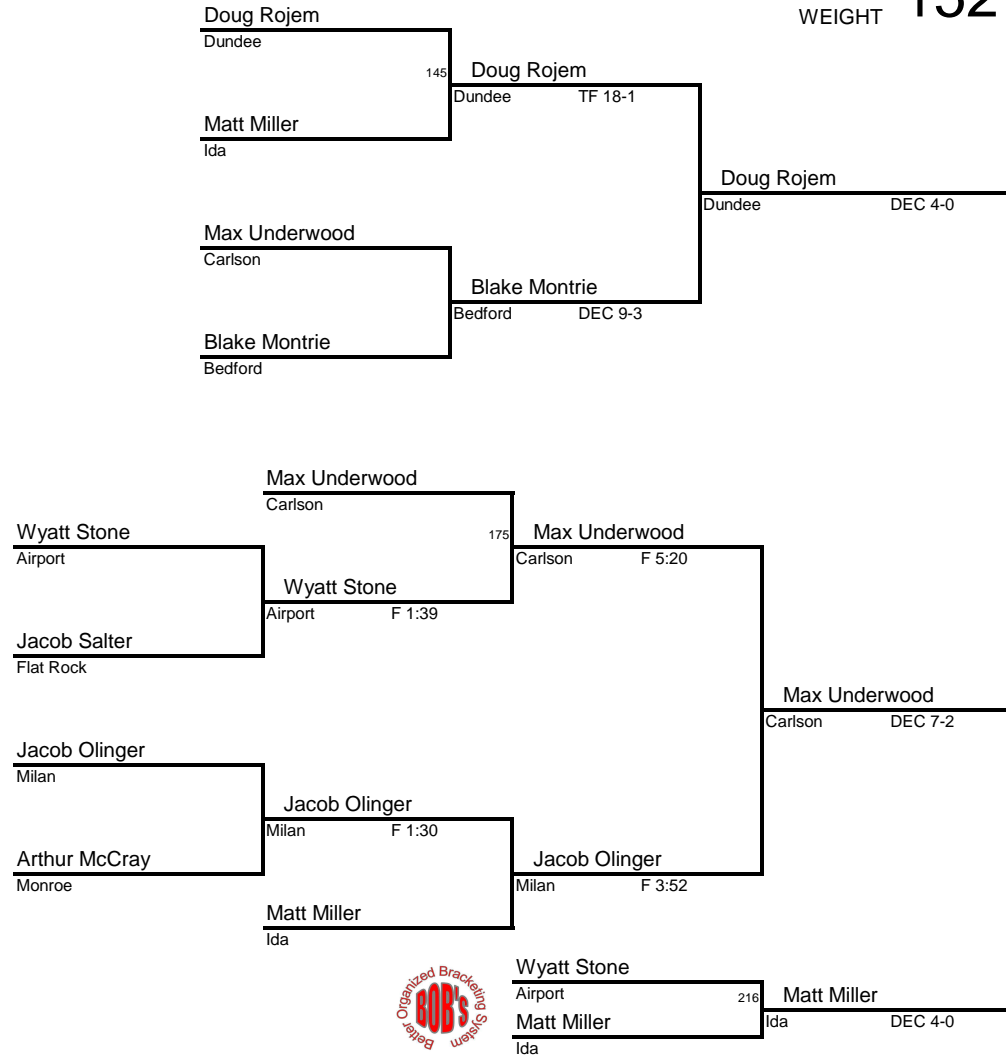 WEIGHT 152
Doug Rojem
Dundee
145 Doug Rojem
Dundee TF 18-1
Matt Miller
Ida
Doug Rojem
Dundee DEC 4-0
Max Underwood
Carlson
Blake Montrie
Bedford DEC 9-3
Blake Montrie
Bedford
Max Underwood
Carlson
Wyatt Stone
Airport
175 Max Underwood
Carlson F 5:20
Wyatt Stone
Airport F 1:39
Jacob Salter
Flat Rock
Max Underwood
Carlson DEC 7-2
Jacob Olinger
Milan
Jacob Olinger
Milan F 1:30
Arthur McCray
Monroe
Jacob Olinger
Milan F 3:52
Matt Miller
Ida
Better Organized Bracketing System
BOB'S
Wyatt Stone
Airport
216 Matt Miller
Ida DEC 4-0
Matt Miller
Ida